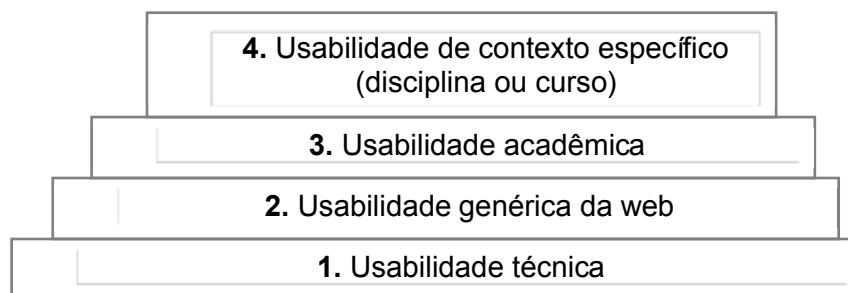 4. Usabilidade de contexto específico
(disciplina ou curso)
3. Usabilidade acadêmica
2. Usabilidade genérica da web
1. Usabilidade técnica